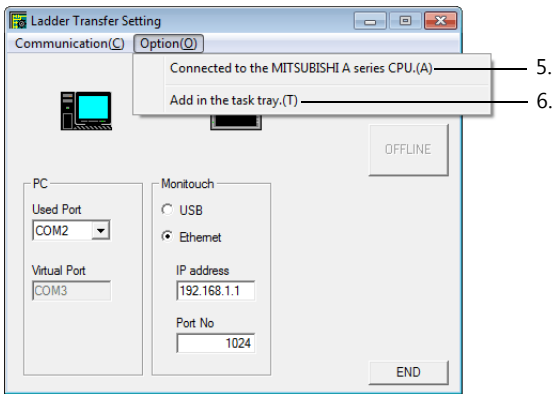 Ladder Transfer Setting
Communication(C) Option(O)
Connected to the MITSUBISHI A series CPU.(A) 5.
Add in the task tray.(T) 6.
OFFLINE
PC
Used Port
COM2
Virtual Port
COM3
Monitouch
USB
Ethernet
IP address
192.168.1.1
Port No
1024
END